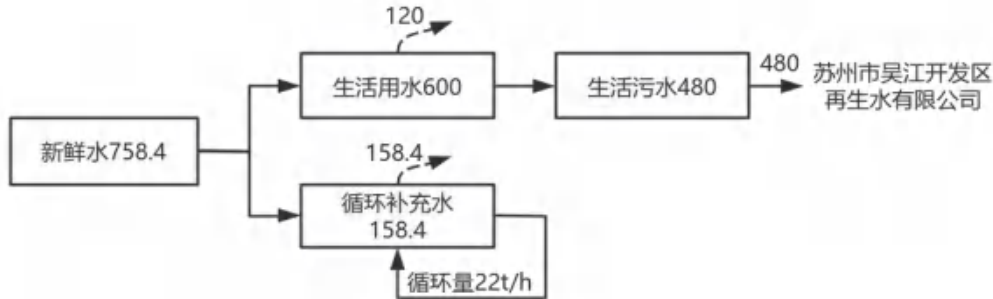 120
生活用水600
生活污水480
480
苏州市吴江开发区
再生水有限公司
新鲜水758.4
158.4
循环补充水
158.4
循环量22t/h